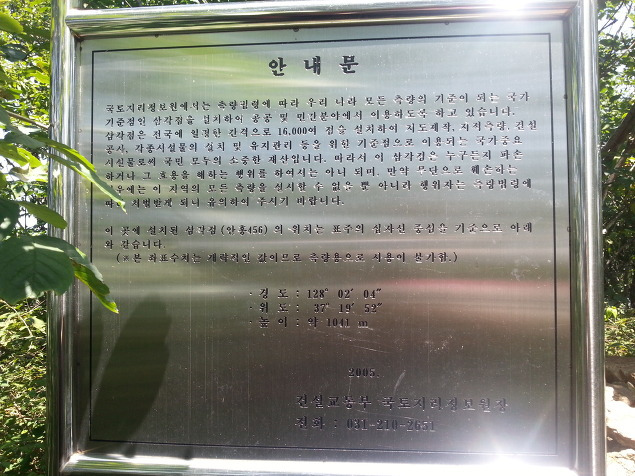 안 내 문
국토지리정보원에서는 측량법령에 따라 우리 나라 모든 측량의 기준이 되는 국가
기준점인 삼각점을 설치하여 공공 및 민간분야에서 이용하도록 하고 있습니다.
삼각점은 전국에 일정한 간격으로 16,000여 점을 설치하여 지도제작, 지적측량, 건설
공사, 각종시설물의 설치 및 유지관리 등을 위한 기준점으로 이용되는 국가중요
시설물로써 국민 모두의 소중한 재산입니다. 따라서 이 삼각점을 누구든지 파손
하거나 그 효용을 해하는 행위를 하여서는 아니 되며, 만약 무단으로 훼손하는
경우에는 이 지역의 모든 측량을 실시할 수 없을 뿐 아니라 행위자는 측량법령에
따라 처벌받게 되니 유의하여 주시기 바랍니다.
이 곳에 설치된 삼각점(안흥456) 의 위치는 표주의 십자선 중심을 기준으로 아래
와 같습니다.
(※본 좌표수치는 개략적인 값이므로 측량용으로 사용이 불가함.)
· 경 도 : 128° 02′ 04″
· 위 도 : 37° 19′ 52″
· 높 이 : 약 1041 m
2005.
건설교통부 국토지리정보원장
전화 : 031-210-2651